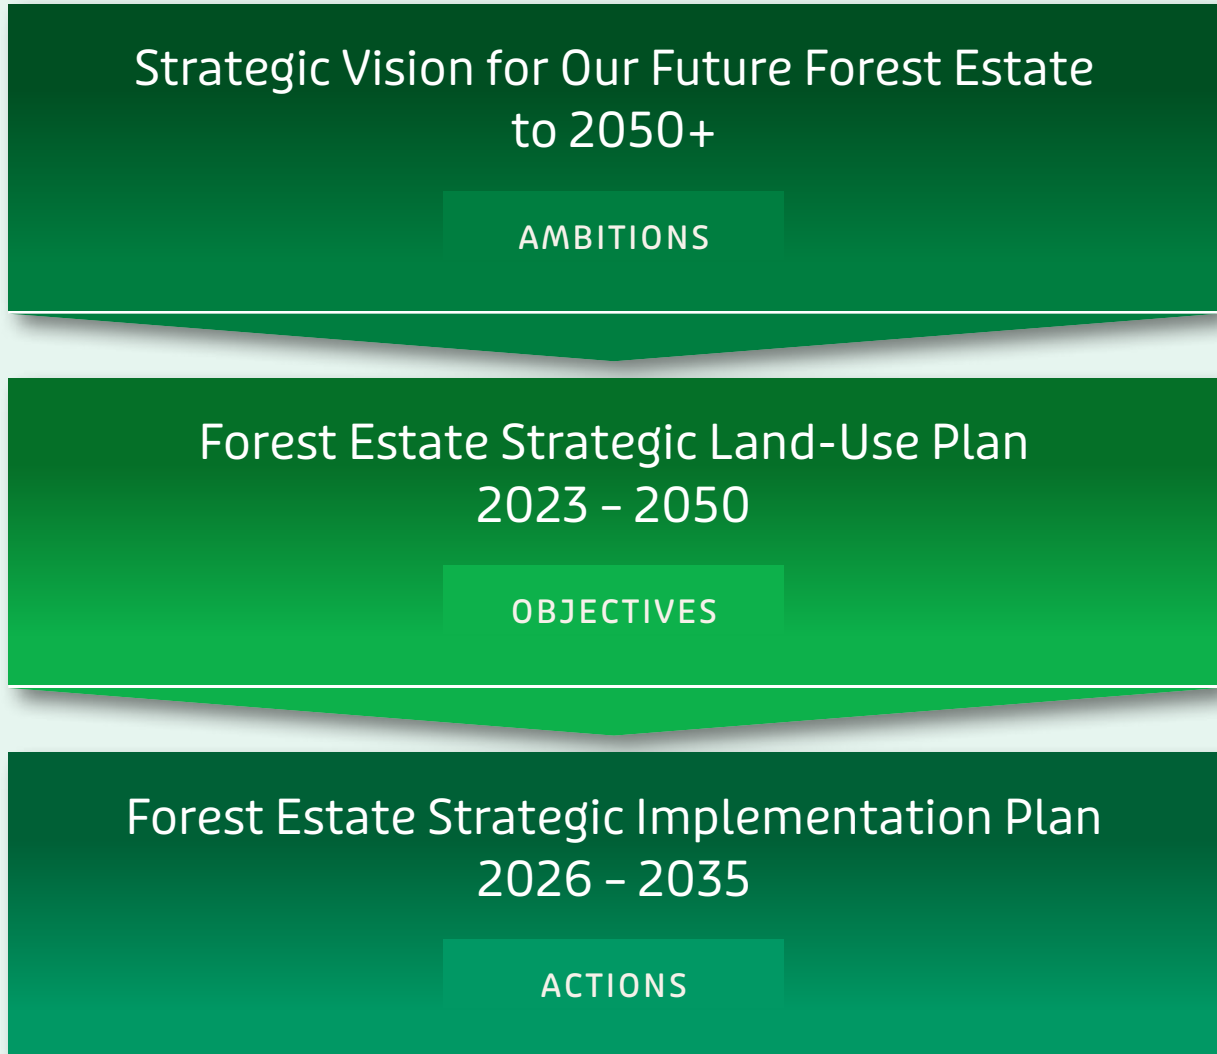 Strategic Vision for Our Future Forest Estate
to 2050+
AMBITIONS
Forest Estate Strategic Land-Use Plan
2023 – 2050
OBJECTIVES
Forest Estate Strategic Implementation Plan
2026 – 2035
ACTIONS